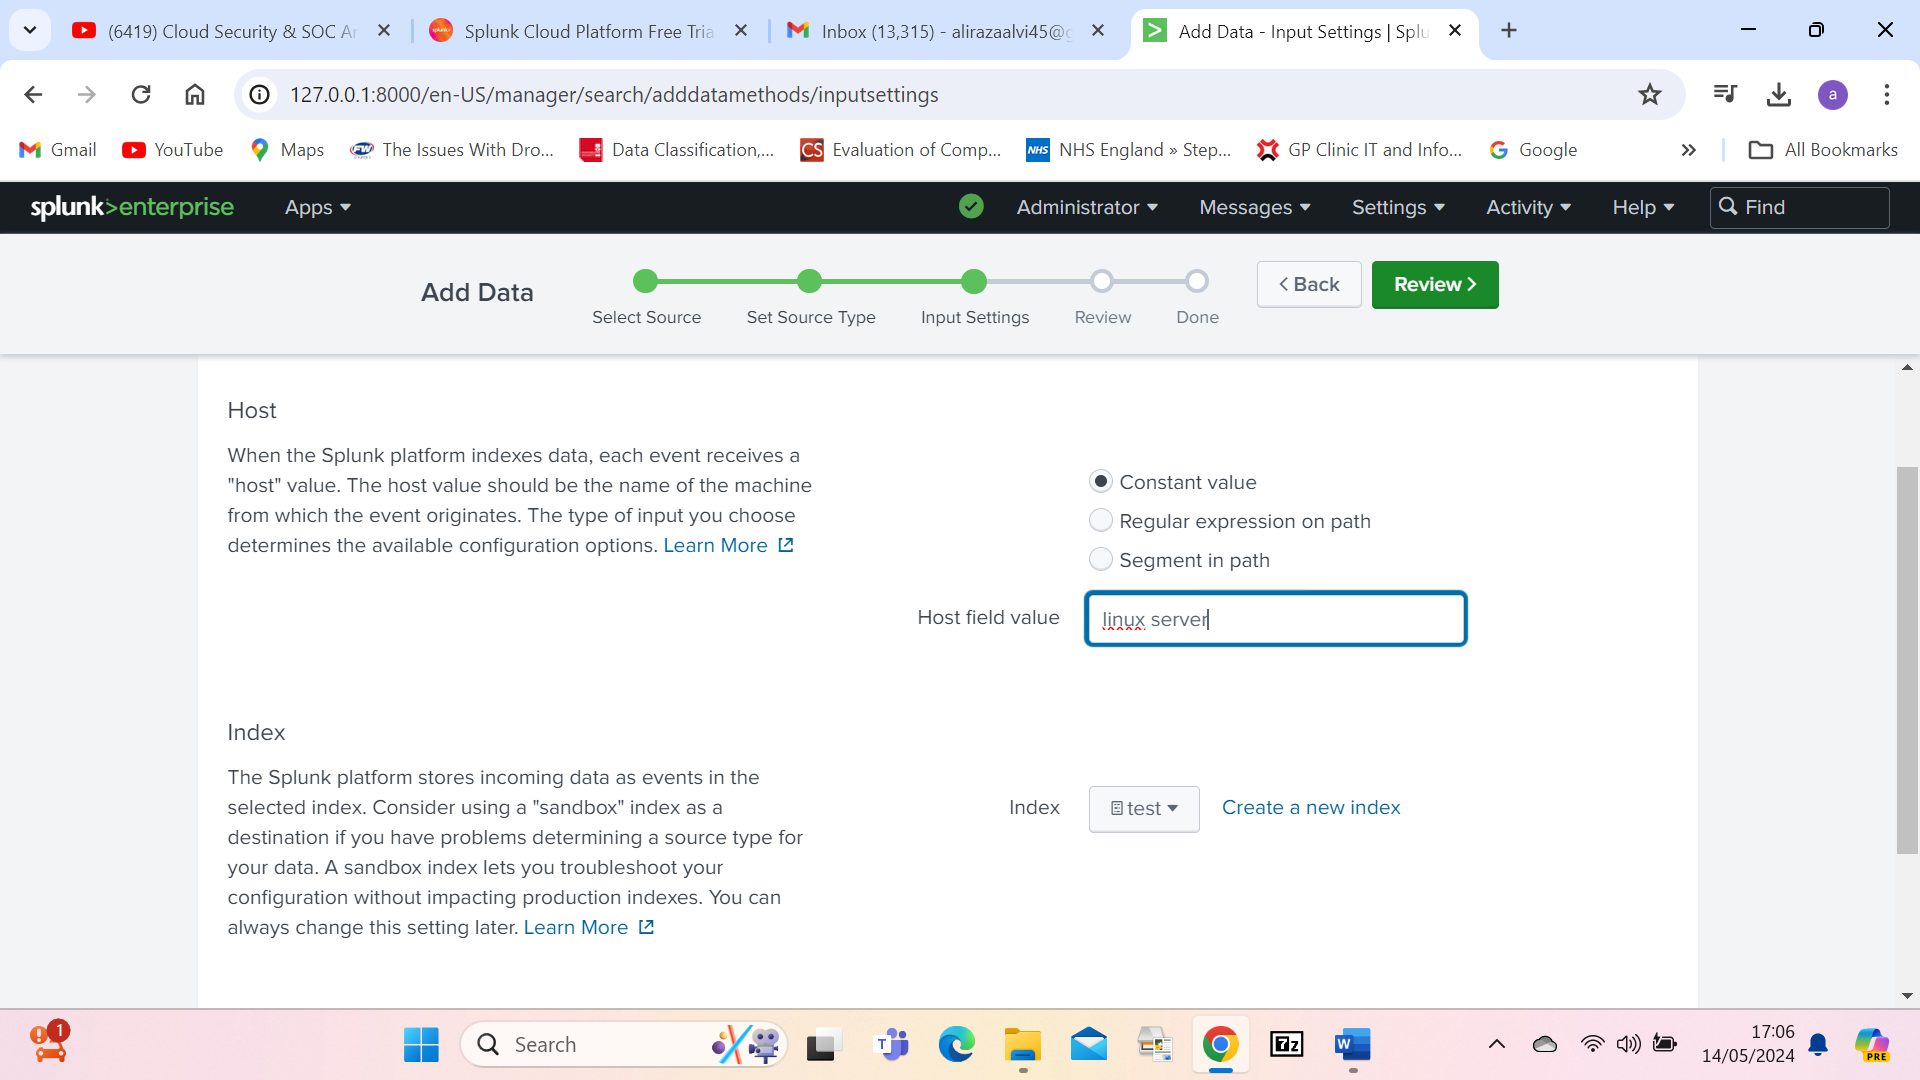 (6419) Cloud Security & SOC Ar
Splunk Cloud Platform Free Tria
Inbox (13,315) - alirazaalvi45@g
Add Data - Input Settings | Splu
127.0.0.1:8000/en-US/manager/search/adddatamethods/inputsettings
a
Gmail
YouTube
Maps
The Issues With Dro...
Data Classification,...
CS Evaluation of Comp...
NHS NHS England » Step...
GP Clinic IT and Info...
Google
»
All Bookmarks
splunk>enterprise
Apps
Administrator
Messages
Settings
Activity
Help
Find
Add Data
Select Source
Set Source Type
Input Settings
Review
Done
< Back
Review >
Host
When the Splunk platform indexes data, each event receives a
"host" value. The host value should be the name of the machine
from which the event originates. The type of input you choose
determines the available configuration options. Learn More
Constant value
Regular expression on path
Segment in path
Host field value
linux server
Index
The Splunk platform stores incoming data as events in the
selected index. Consider using a "sandbox" index as a
destination if you have problems determining a source type for
your data. A sandbox index lets you troubleshoot your
configuration without impacting production indexes. You can
always change this setting later. Learn More
Index
test
Create a new index
1
Search
T
7z
W
17:06
14/05/2024
PRE